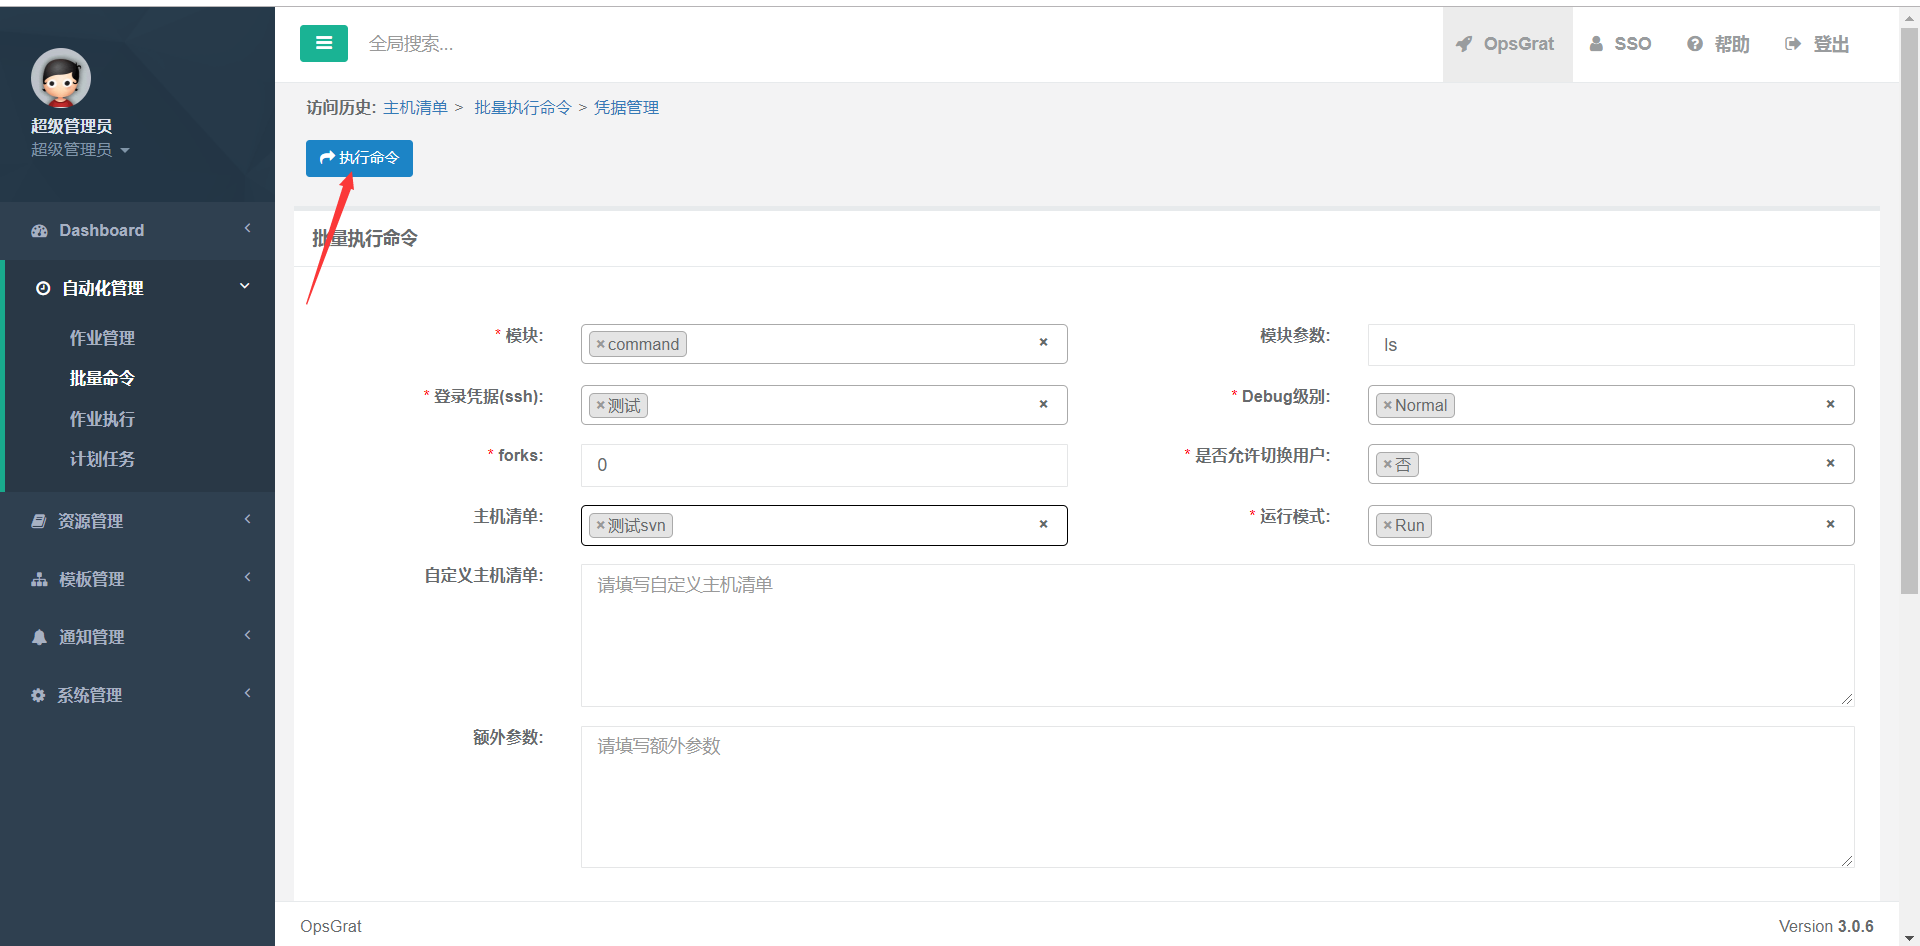 全局搜索...
OpsGrat
SSO
帮助
登出
超级管理员
超级管理员
Dashboard
自动化管理
作业管理
批量命令
作业执行
计划任务
资源管理
模板管理
通知管理
系统管理
访问历史: 主机清单 > 批量执行命令 > 凭据管理
执行命令
批量执行命令
* 模块: ×command ×
模块参数: ls
* 登录凭据(ssh): ×测试 ×
* Debug级别: ×Normal ×
* forks: 0
* 是否允许切换用户: ×否 ×
主机清单: ×测试svn ×
* 运行模式: ×Run ×
自定义主机清单: 请填写自定义主机清单
额外参数: 请填写额外参数
OpsGrat
Version 3.0.6